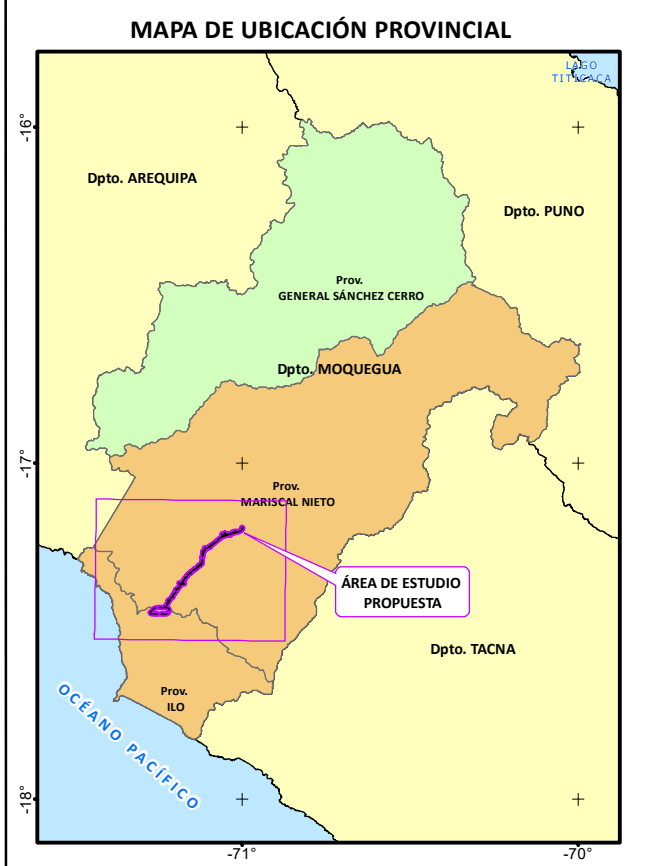 MAPA DE UBICACIÓN PROVINCIAL
LAGO
TITICACA
-16°
Dpto. AREQUIPA
Dpto. PUNO
Prov.
GENERAL SÁNCHEZ CERRO
Dpto. MOQUEGUA
-17°
Prov.
MARISCAL NIETO
ÁREA DE ESTUDIO
PROPUESTA
Dpto. TACNA
Prov.
ILO
OCÉANO PACÍFICO
-18°
-71°
-70°